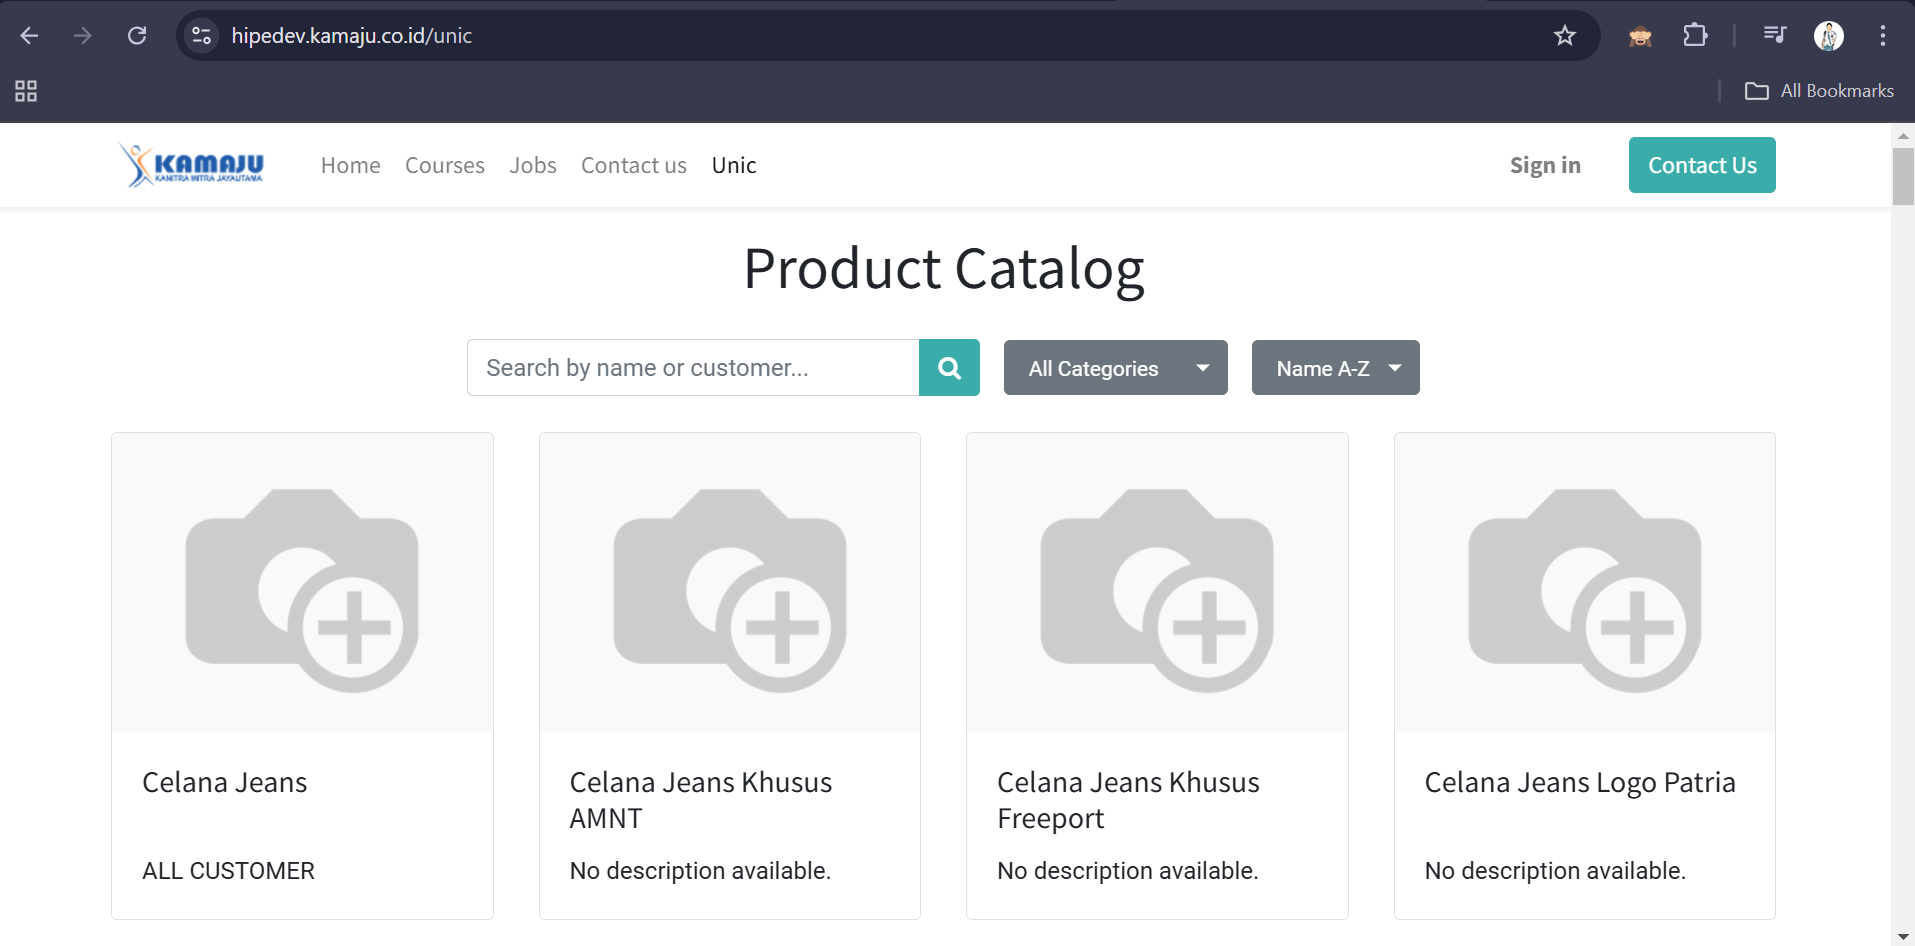 hipedev.kamaju.co.id/unic
All Bookmarks
KAMAJU
KANITRA MITRA JAYAUTAMA
Home
Courses
Jobs
Contact us
Unic
Sign in
Contact Us
Product Catalog
Search by name or customer...
All Categories
Name A-Z
Celana Jeans
ALL CUSTOMER
Celana Jeans Khusus
AMNT
No description available.
Celana Jeans Khusus
Freeport
No description available.
Celana Jeans Logo Patria
No description available.